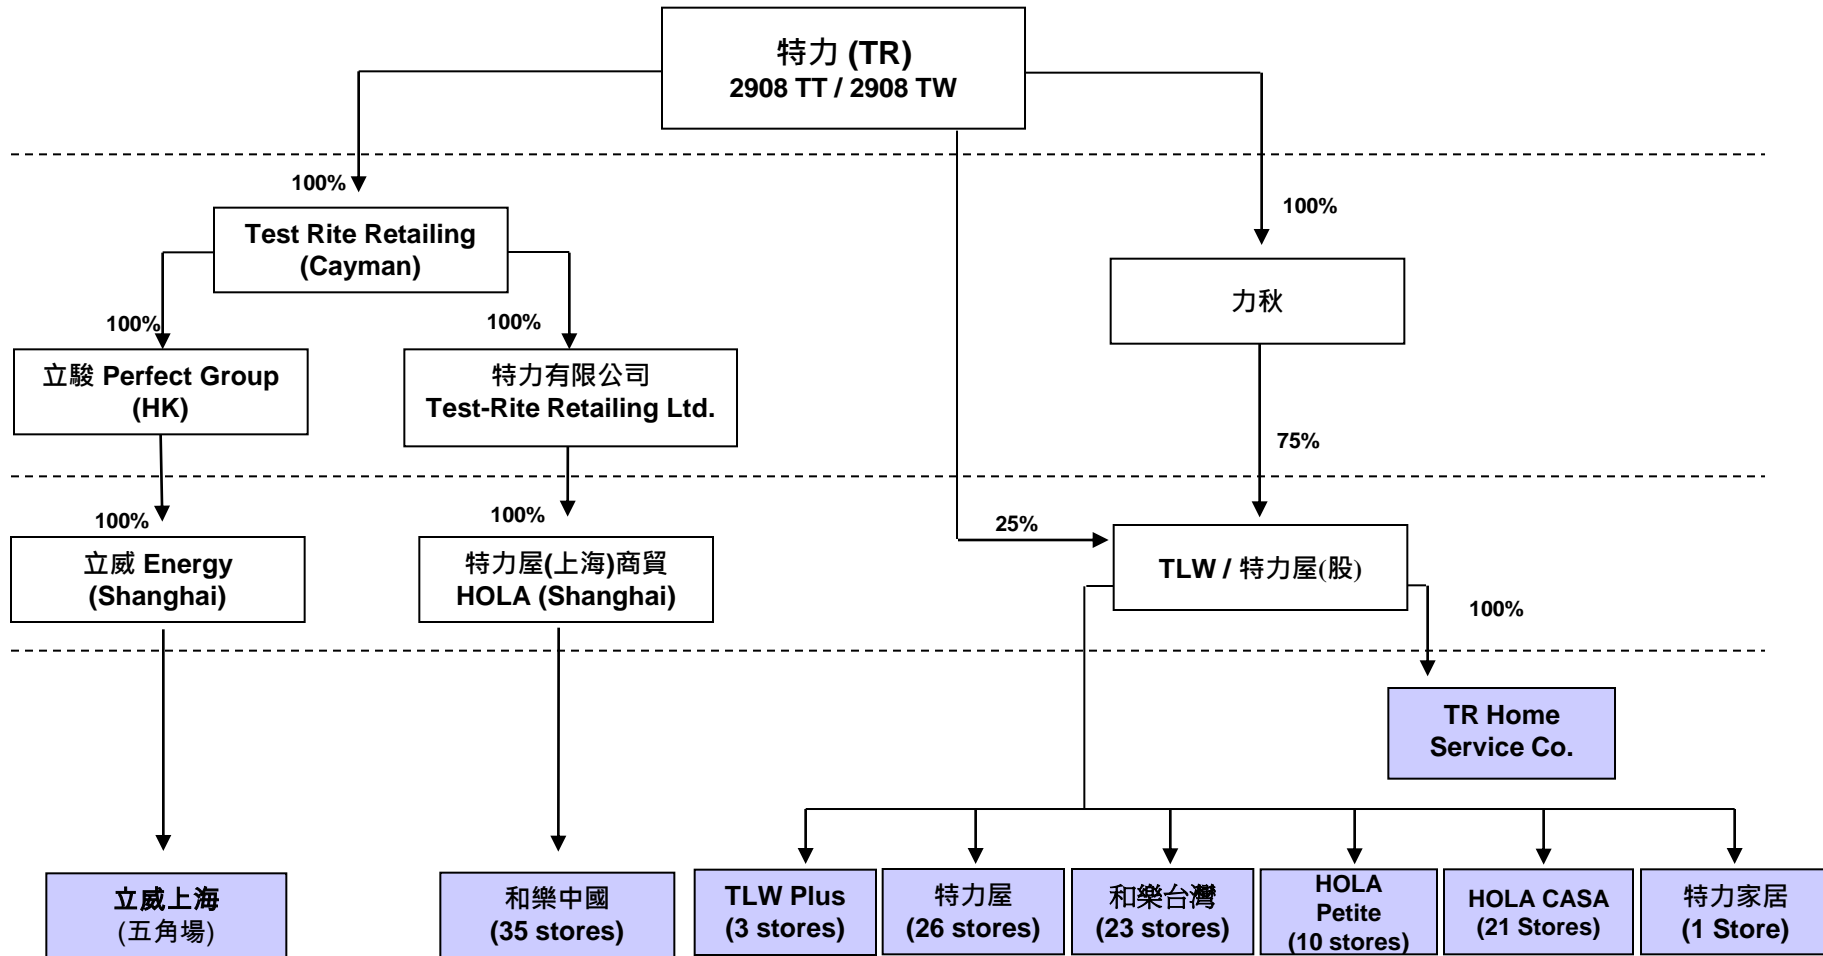 特力 (TR)
2908 TT / 2908 TW
100%
100%
Test Rite Retailing
(Cayman)
力秋
100%
100%
立駿 Perfect Group
(HK)
特力有限公司
Test-Rite Retailing Ltd.
75%
100%
100%
25%
立威 Energy
(Shanghai)
特力屋(上海)商貿
HOLA (Shanghai)
TLW / 特力屋(股)
100%
TR Home
Service Co.
立威上海
(五角場)
和樂中國
(35 stores)
TLW Plus
(3 stores)
特力屋
(26 stores)
和樂台灣
(23 stores)
HOLA
Petite
(10 stores)
HOLA CASA
(21 Stores)
特力家居
(1 Store)